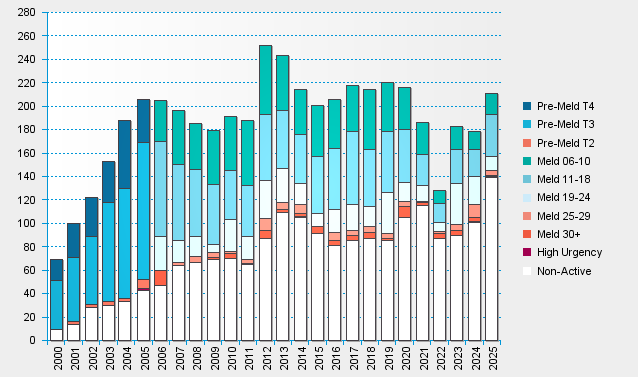 280
260
240
220
200
180
160
140
120
100
80
60
40
20
0
2000 2001 2002 2003 2004 2005 2006 2007 2008 2009 2010 2011 2012 2013 2014 2015 2016 2017 2018 2019 2020 2021 2022 2023 2024 2025
Pre-Meld T4
Pre-Meld T3
Pre-Meld T2
Meld 06-10
Meld 11-18
Meld 19-24
Meld 25-29
Meld 30+
High Urgency
Non-Active